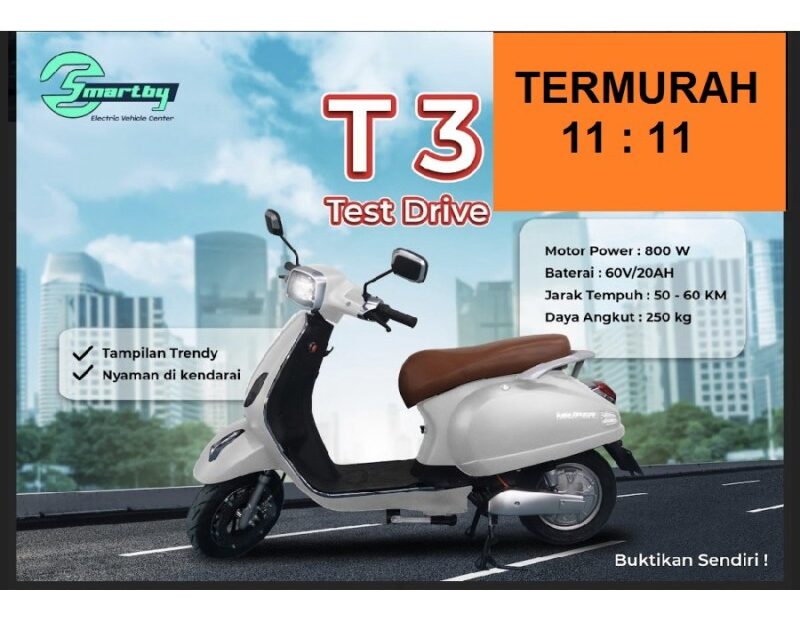 Smartby
Electric Vehicle Center
T 3
Test Drive
TERMURAH
11 : 11
Motor Power : 800 W
Baterai : 60V/20AH
Jarak Tempuh : 50 - 60 KM
Daya Angkut : 250 kg
Tampilan Trendy
Nyaman di kendarai
Buktikan Sendiri !